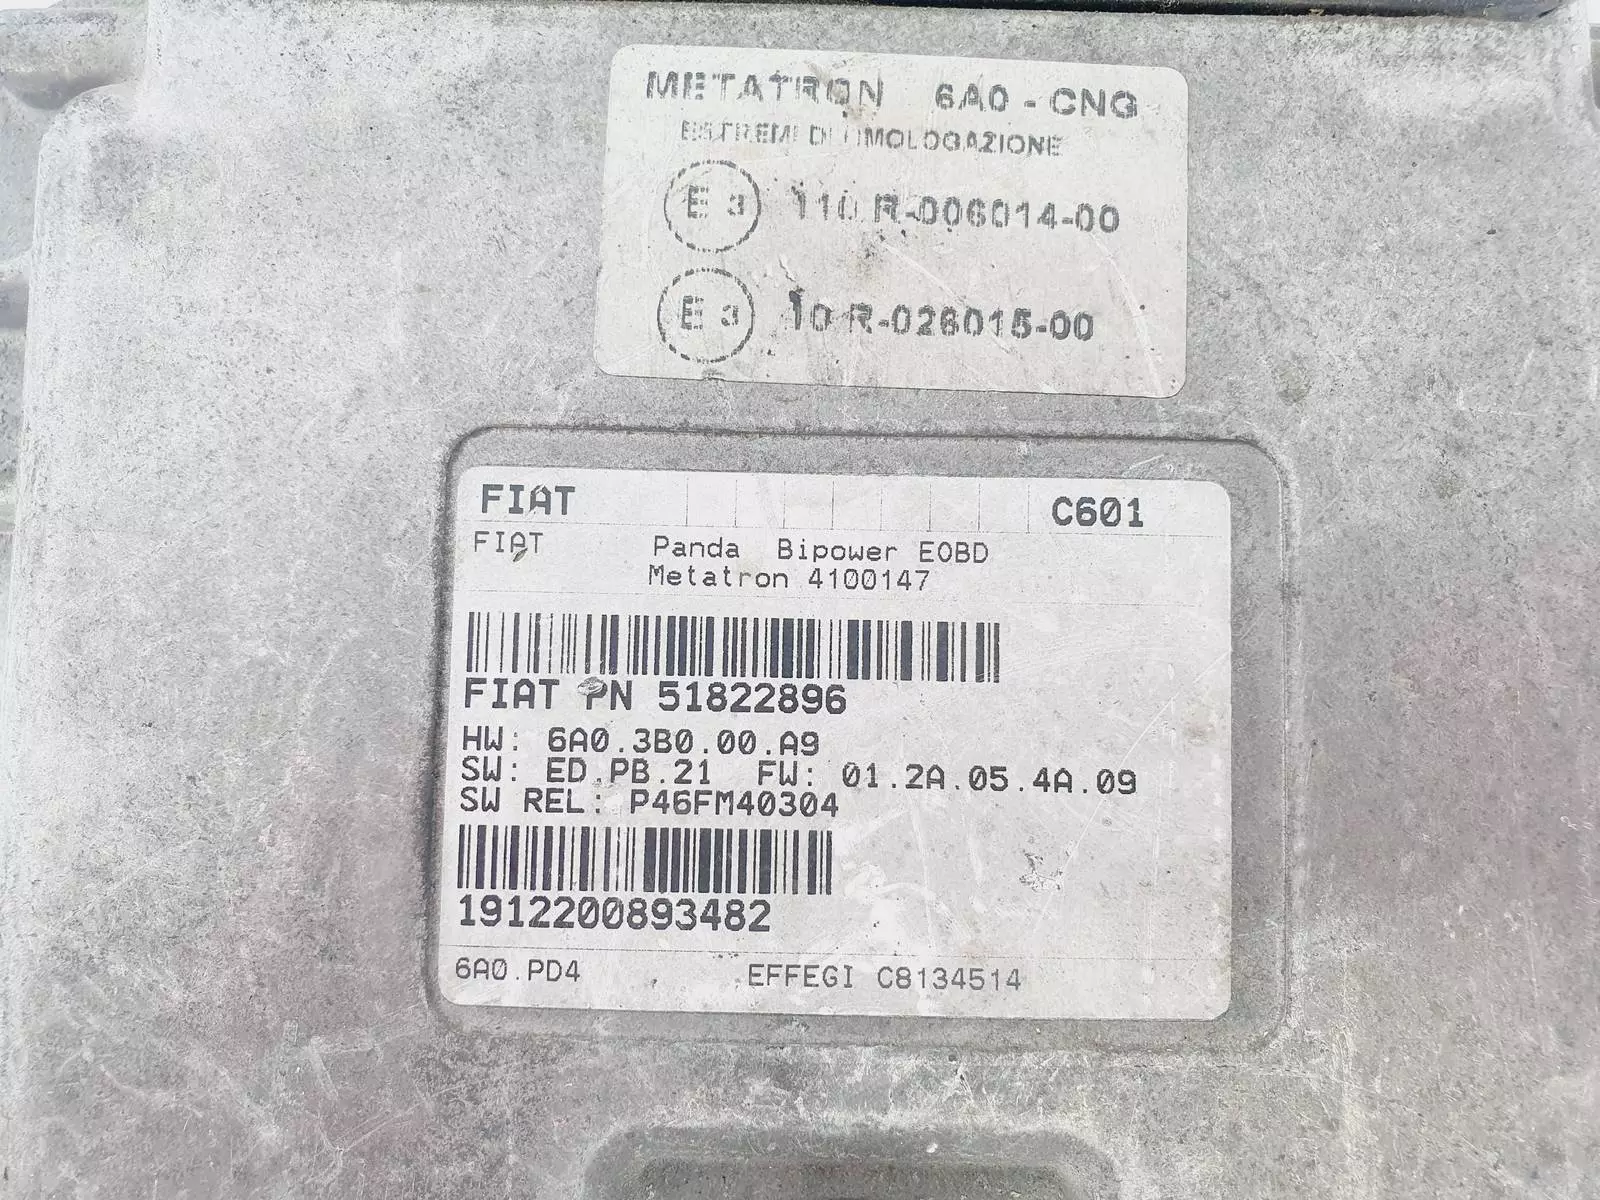 METATRON 6A0 - CNG
ESTREMI DI OMOLOGAZIONE
E 3 110 R-006014-00
E 3 10 R-026015-00
FIAT C601
FIAT Panda Bipower EOBD
Metatron 4100147
FIAT PN 51822896
HW: 6A0.3B0.00.A9
SW: ED.PB.21 FW: 01.2A.05.4A.09
SW REL: P46FM40304
1912200893482
6A0.PD4 EFFEGI C8134514